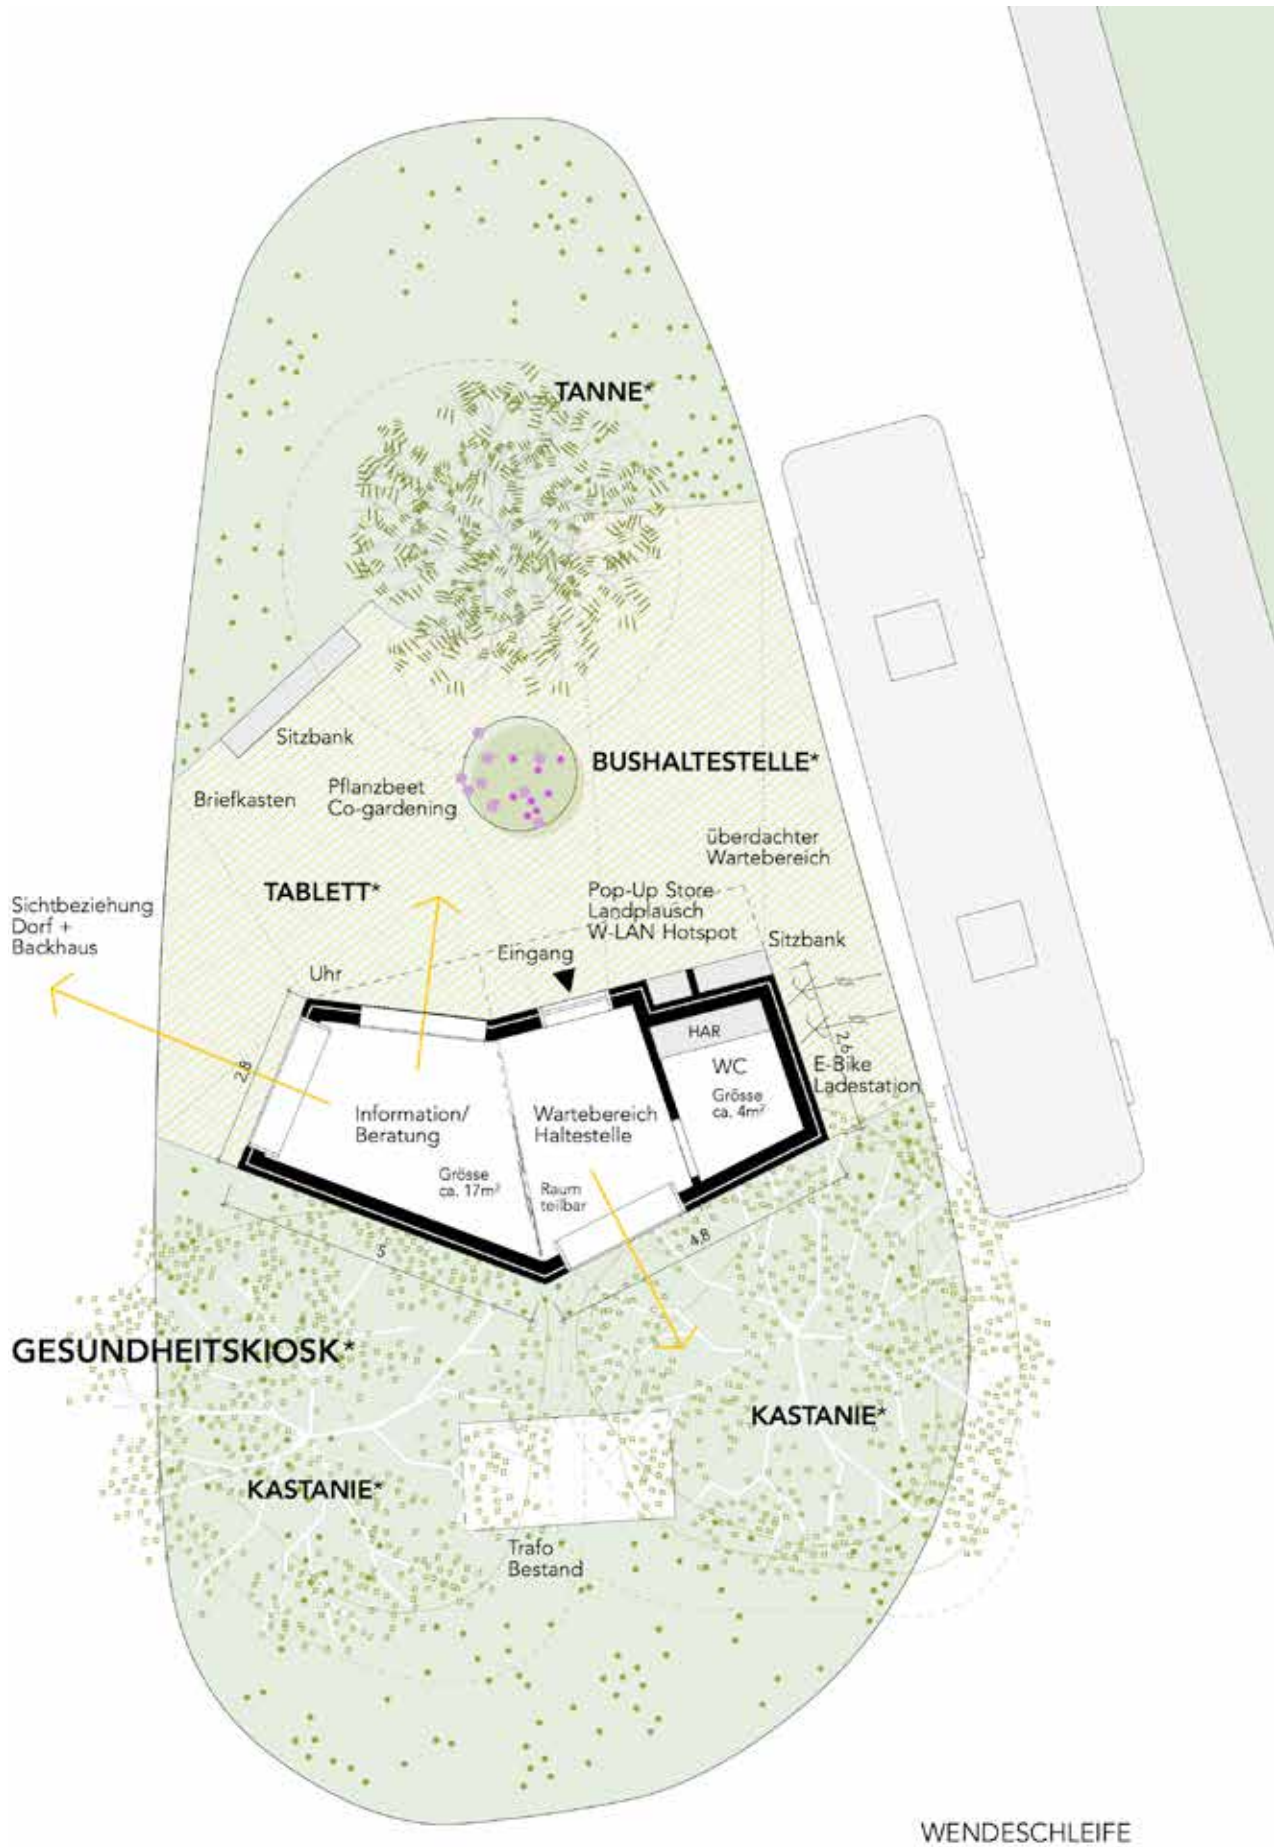 TANNE*
Sitzbank
BUSHALTESTELLE*
Briefkasten
Pflanzbeet
Co-gardening
überdachter
Wartebereich
TABLETT*
Pop-Up Store
Landplausch
W-LAN Hotspot
Sichtbeziehung
Dorf +
Backhaus
Eingang
Sitzbank
Uhr
HAR
WC
Grösse
ca. 4m²
2,8
2,6
E-Bike
Ladestation
Information/
Beratung
Wartebereich
Haltestelle
Grösse
ca. 17m²
Raum
teilbar
5
4,8
GESUNDHEITSKIOSK*
KASTANIE*
KASTANIE*
Trafo
Bestand
WENDESCHLEIFE